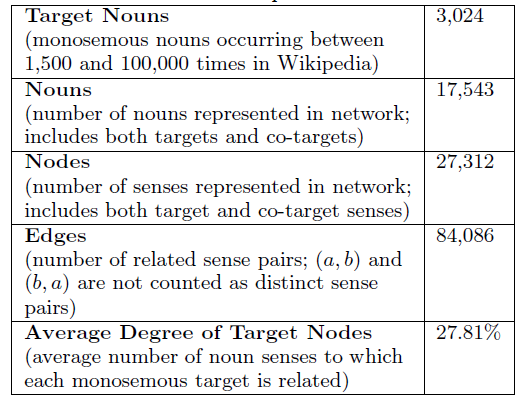 Target Nouns
3,024
(monosemous nouns occurring between
1,500 and 100,000 times in Wikipedia)
Nouns
17,543
(number of nouns represented in network;
includes both targets and co-targets)
Nodes
27,312
(number of senses represented in network;
includes both target and co-target senses)
Edges
84,086
(number of related sense pairs; (a, b) and
(b, a) are not counted as distinct sense
pairs)
Average Degree of Target Nodes
27.81%
(average number of noun senses to which
each monosemous target is related)